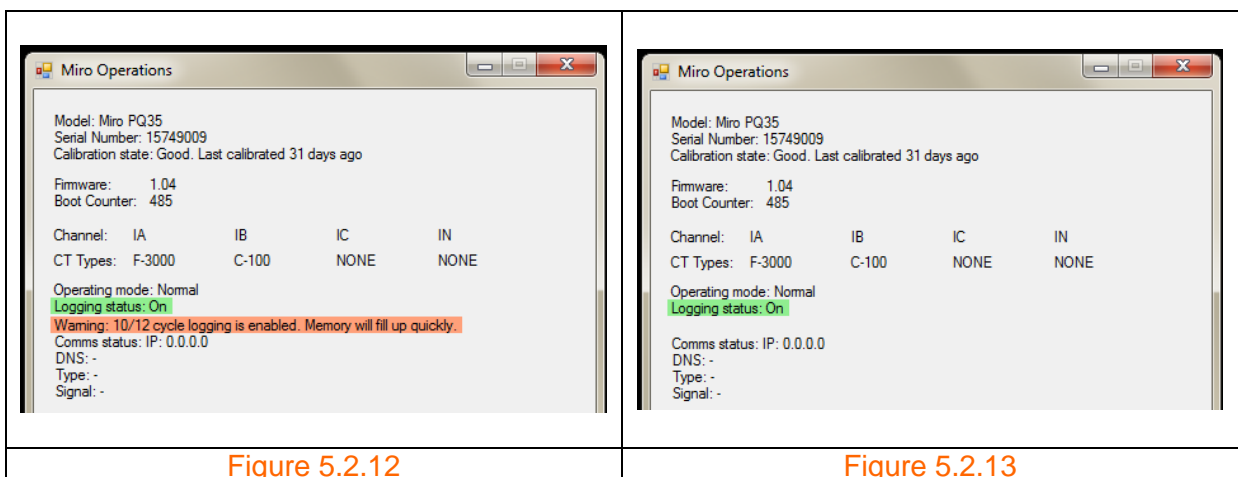 Miro Operations
Model: Miro PQ35
Serial Number: 15749009
Calibration state: Good. Last calibrated 31 days ago
Firmware: 1.04
Boot Counter: 485
Channel: IA IB IC IN
CT Types: F-3000 C-100 NONE NONE
Operating mode: Normal
Logging status: On
Warning: 10/12 cycle logging is enabled. Memory will fill up quickly.
Comms status: IP: 0.0.0.0
DNS: -
Type: -
Signal: -
Figure 5.2.12
Miro Operations
Model: Miro PQ35
Serial Number: 15749009
Calibration state: Good. Last calibrated 31 days ago
Firmware: 1.04
Boot Counter: 485
Channel: IA IB IC IN
CT Types: F-3000 C-100 NONE NONE
Operating mode: Normal
Logging status: On
Comms status: IP: 0.0.0.0
DNS: -
Type: -
Signal: -
Figure 5.2.13